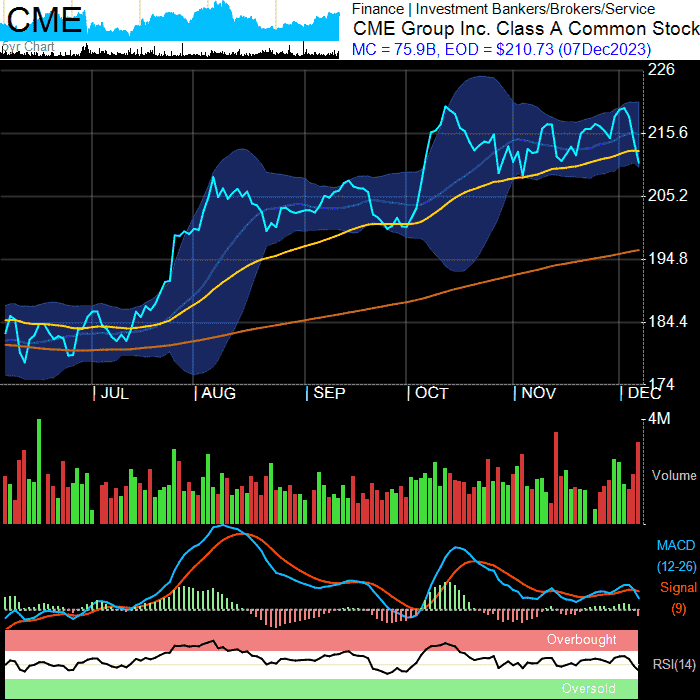 CME
Finance | Investment Bankers/Brokers/Service
CME Group Inc. Class A Common Stock
MC = 75.9B, EOD = $210.73 (07Dec2023)
Chart
226
215.6
205.2
194.8
184.4
174
JUL
AUG
SEP
OCT
NOV
DEC
4M
Volume
MACD
(12-26)
Signal
(9)
Overbought
RSI(14)
Oversold